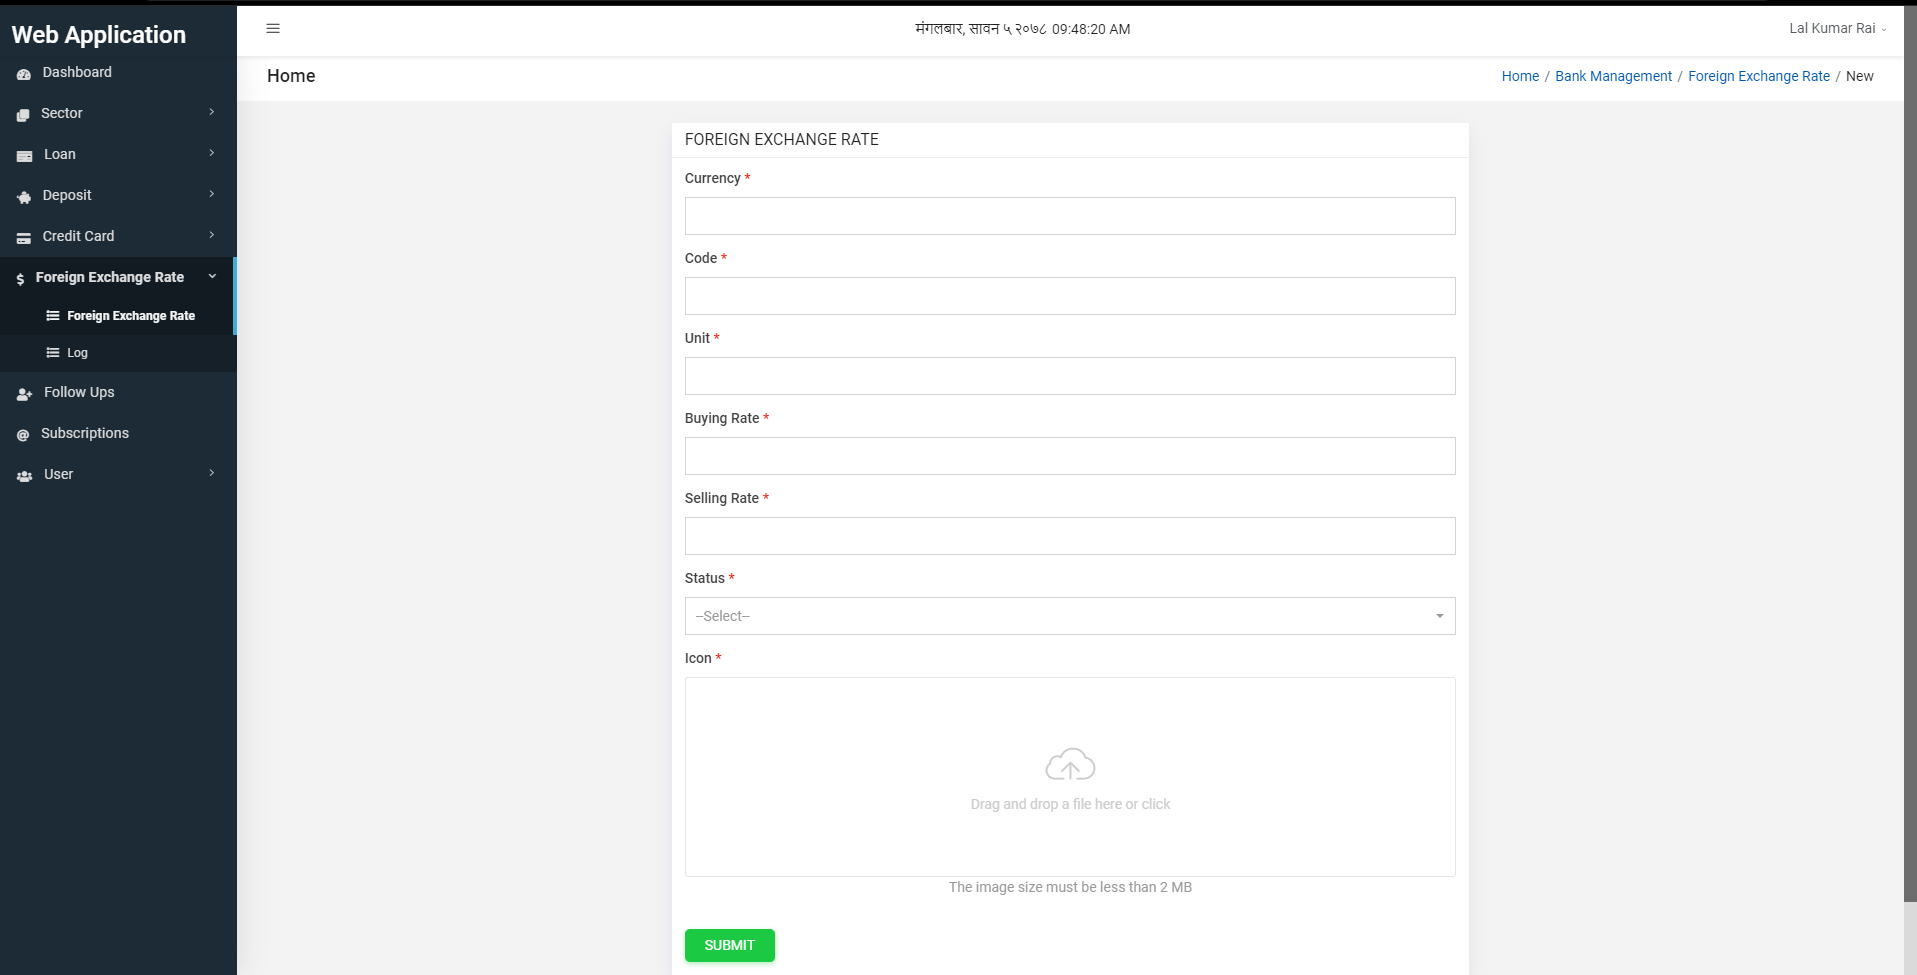 Web Application
Dashboard
Sector
Loan
Deposit
Credit Card
Foreign Exchange Rate
Foreign Exchange Rate
Log
Follow Ups
Subscriptions
User
मंगलबार, सावन ५ २०७८ 09:48:20 AM
Lal Kumar Rai
Home
Home / Bank Management / Foreign Exchange Rate / New
FOREIGN EXCHANGE RATE
Currency *
Code *
Unit *
Buying Rate *
Selling Rate *
Status *
--Select--
Icon *
Drag and drop a file here or click
The image size must be less than 2 MB
SUBMIT